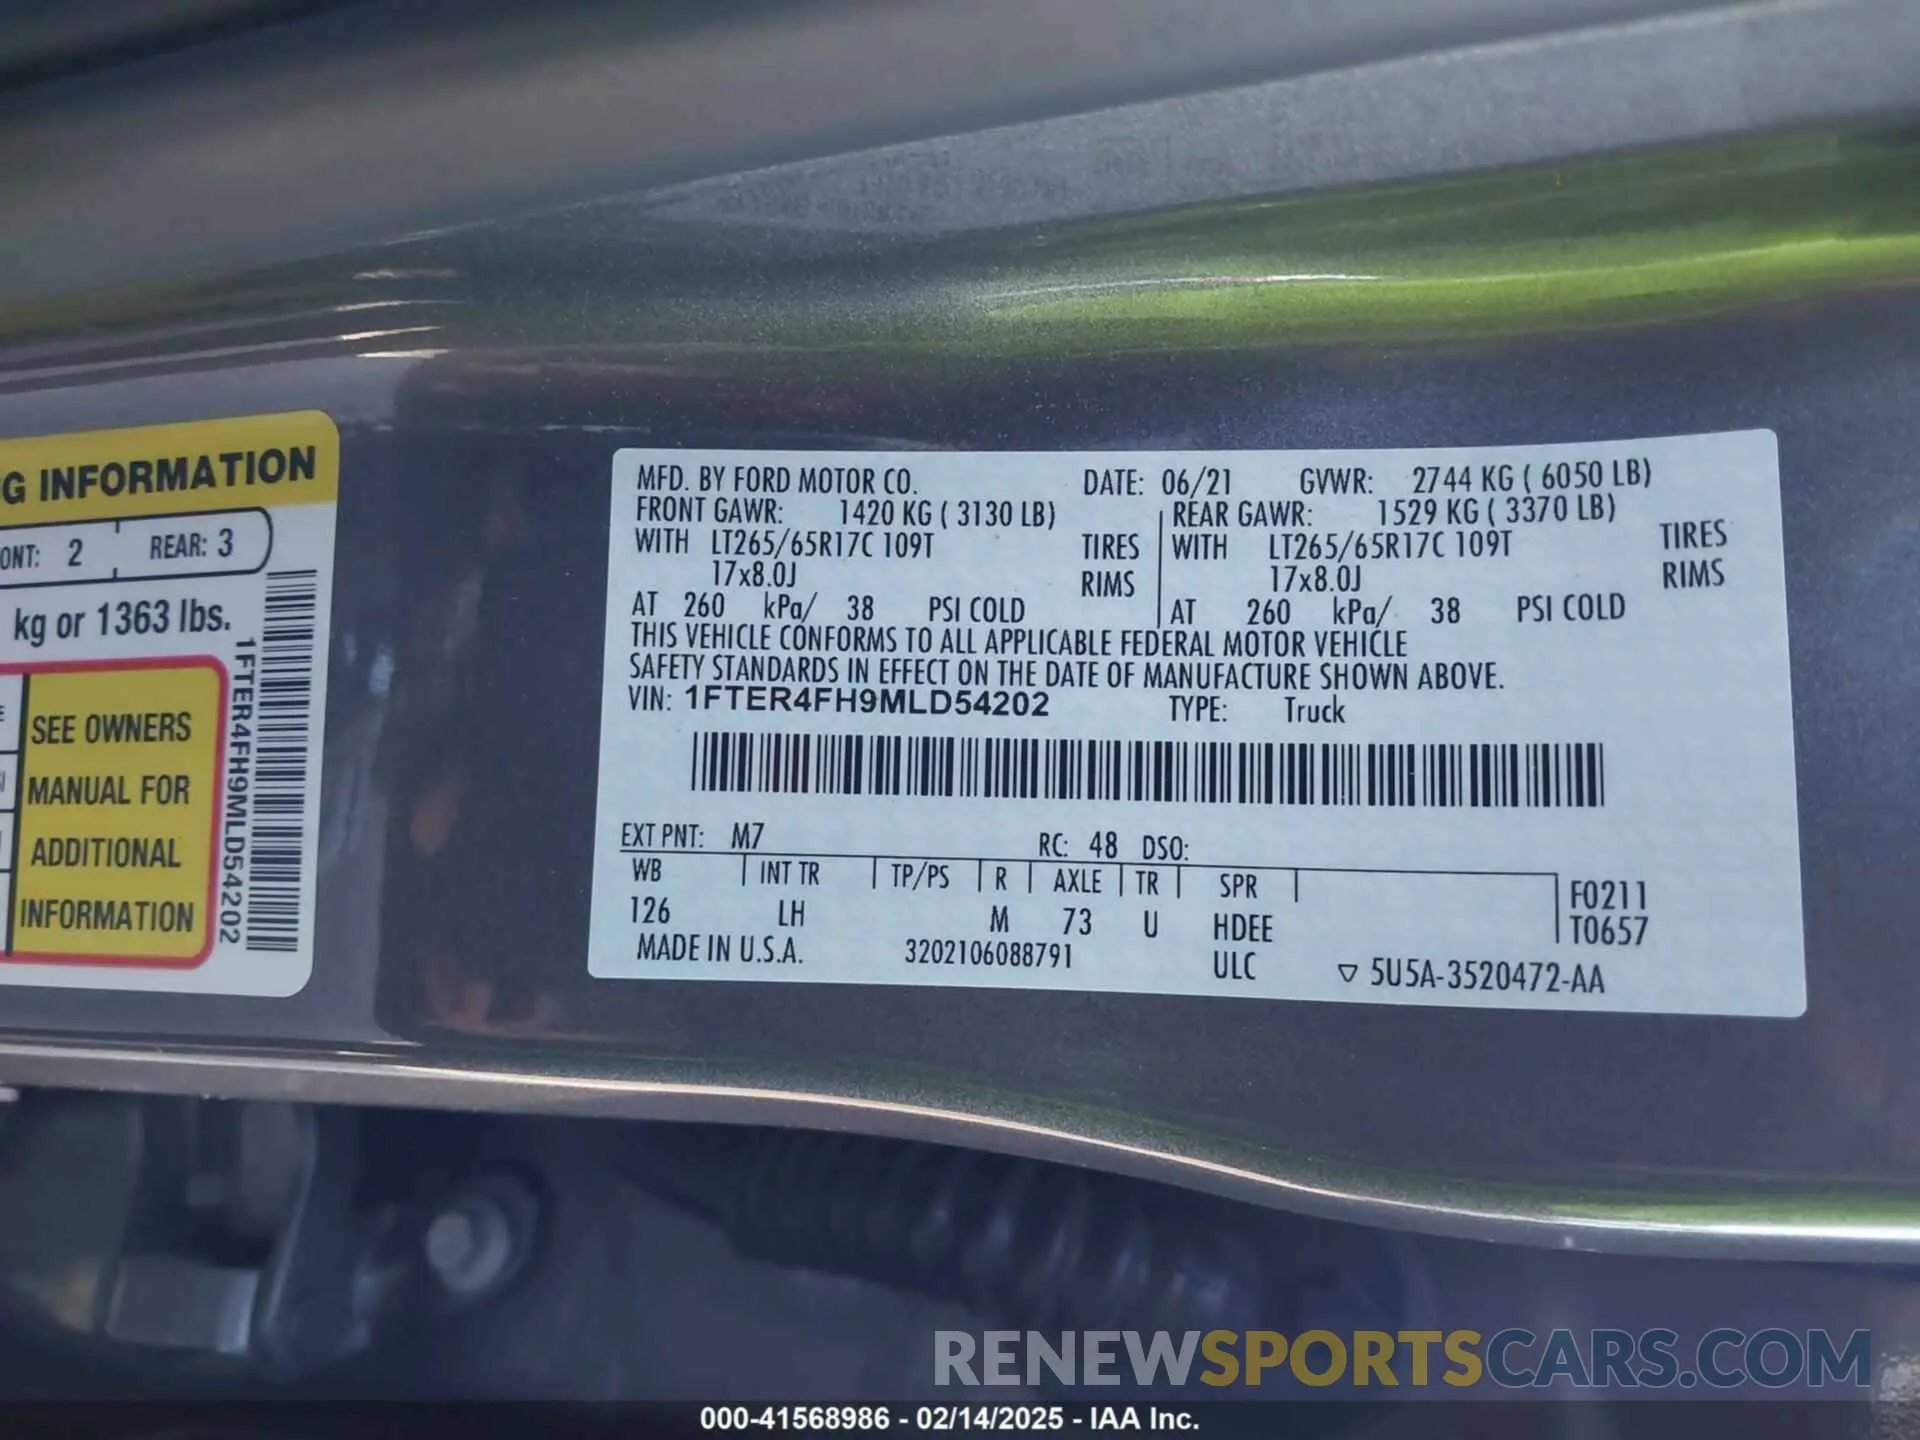 G INFORMATION
ONT: 2 REAR: 3
kg or 1363 lbs.
SEE OWNERS
MANUAL FOR
ADDITIONAL
INFORMATION
1FTER4FH9MLD54202
MFD. BY FORD MOTOR CO. DATE: 06/21 GVWR: 2744 KG ( 6050 LB)
FRONT GAWR: 1420 KG ( 3130 LB) REAR GAWR: 1529 KG ( 3370 LB)
WITH LT265/65R17C 109T TIRES WITH LT265/65R17C 109T TIRES
17x8.0J RIMS 17x8.0J RIMS
AT 260 kPa/ 38 PSI COLD AT 260 kPa/ 38 PSI COLD
THIS VEHICLE CONFORMS TO ALL APPLICABLE FEDERAL MOTOR VEHICLE
SAFETY STANDARDS IN EFFECT ON THE DATE OF MANUFACTURE SHOWN ABOVE.
VIN: 1FTER4FH9MLD54202 TYPE: Truck
EXT PNT: M7 RC: 48 DSO:
WB INT TR TP/PS R AXLE TR SPR F0211
126 LH M 73 U HDEE T0657
MADE IN U.S.A. 3202106088791 ULC ▽ 5U5A-3520472-AA
RENEWSPORTSCARS.COM
000-41568986 - 02/14/2025 - IAA Inc.